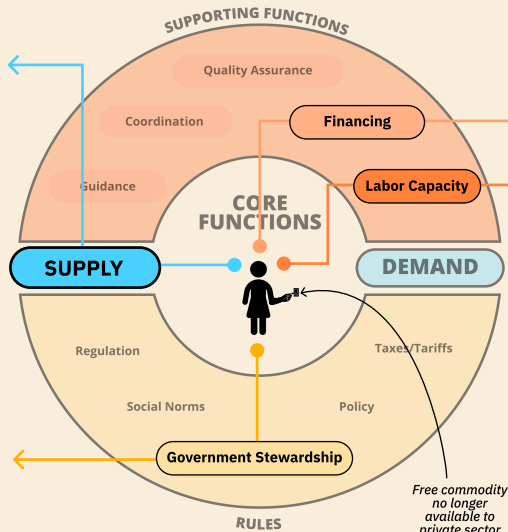 SUPPORTING FUNCTIONS
Quality Assurance
Coordination
Financing
Guidance
Labor Capacity
CORE
FUNCTIONS
SUPPLY
DEMAND
Regulation
Taxes/Tariffs
Social Norms
Policy
Government Stewardship
Free commodity
no longer
available to
private sector
RULES